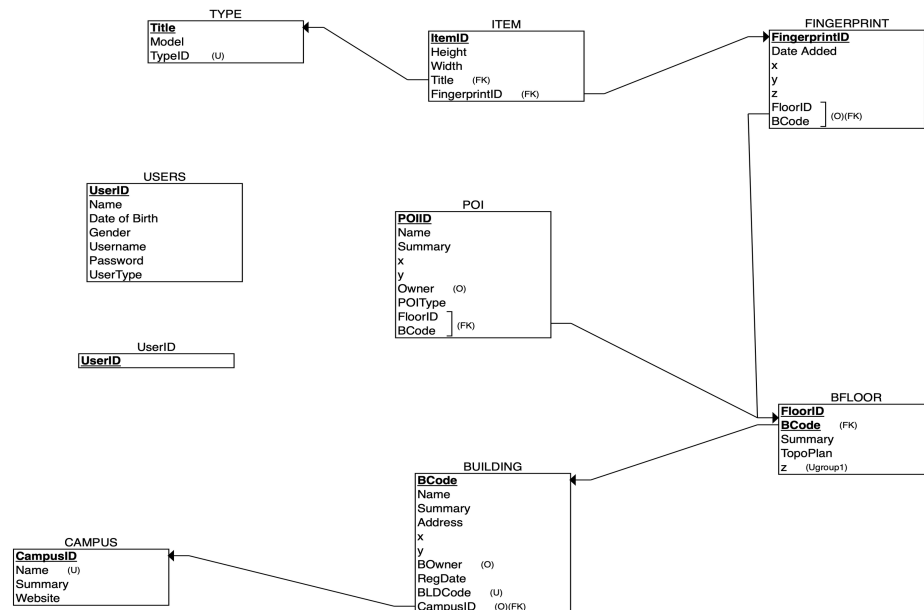 TYPE
Title
Model
TypeID (U)
ITEM
ItemID
Height
Width
Title (FK)
FingerprintID (FK)
FINGERPRINT
FingerprintID
Date Added
x
y
z
FloorID
BCode
(O)(FK)
USERS
UserID
Name
Date of Birth
Gender
Username
Password
UserType
POI
POIID
Name
Summary
x
y
Owner (O)
POIType
FloorID
BCode
(FK)
UserID
UserID
BFLOOR
FloorID
BCode (FK)
Summary
TopoPlan
z (Ugroup1)
BUILDING
BCode
Name
Summary
Address
x
y
BOwner (O)
RegDate
BLDCode (U)
CampusID (O)(FK)
CAMPUS
CampusID
Name (U)
Summary
Website